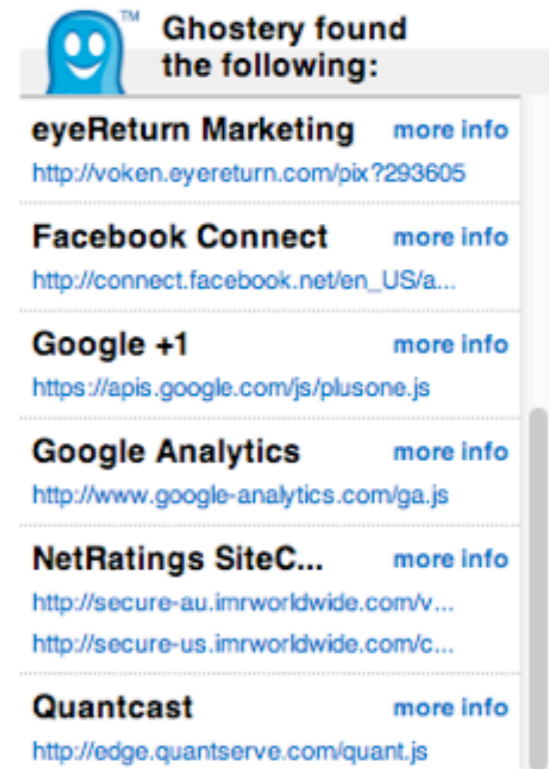 TM
Ghostery found
the following:
eyeReturn Marketing more info
http://voken.eyereturn.com/pix?293605
Facebook Connect more info
http://connect.facebook.net/en_US/a...
Google +1 more info
https://apis.google.com/js/plusone.js
Google Analytics more info
http://www.google-analytics.com/ga.js
NetRatings SiteC... more info
http://secure-au.imrworldwide.com/v...
http://secure-us.imrworldwide.com/c...
Quantcast more info
http://edge.quantserve.com/quant.js